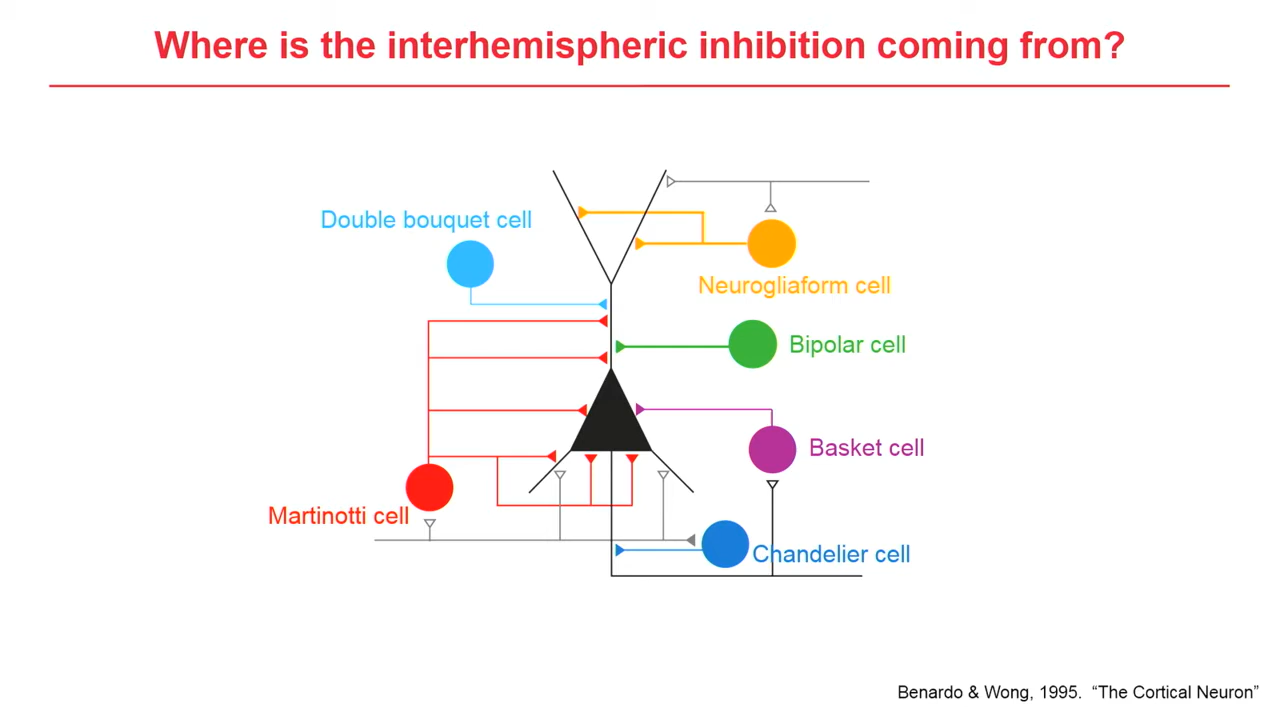 Where is the interhemispheric inhibition coming from?
Double bouquet cell
Neurogliaform cell
Bipolar cell
Basket cell
Martinotti cell
Chandelier cell
Benardo & Wong, 1995.  “The Cortical Neuron”